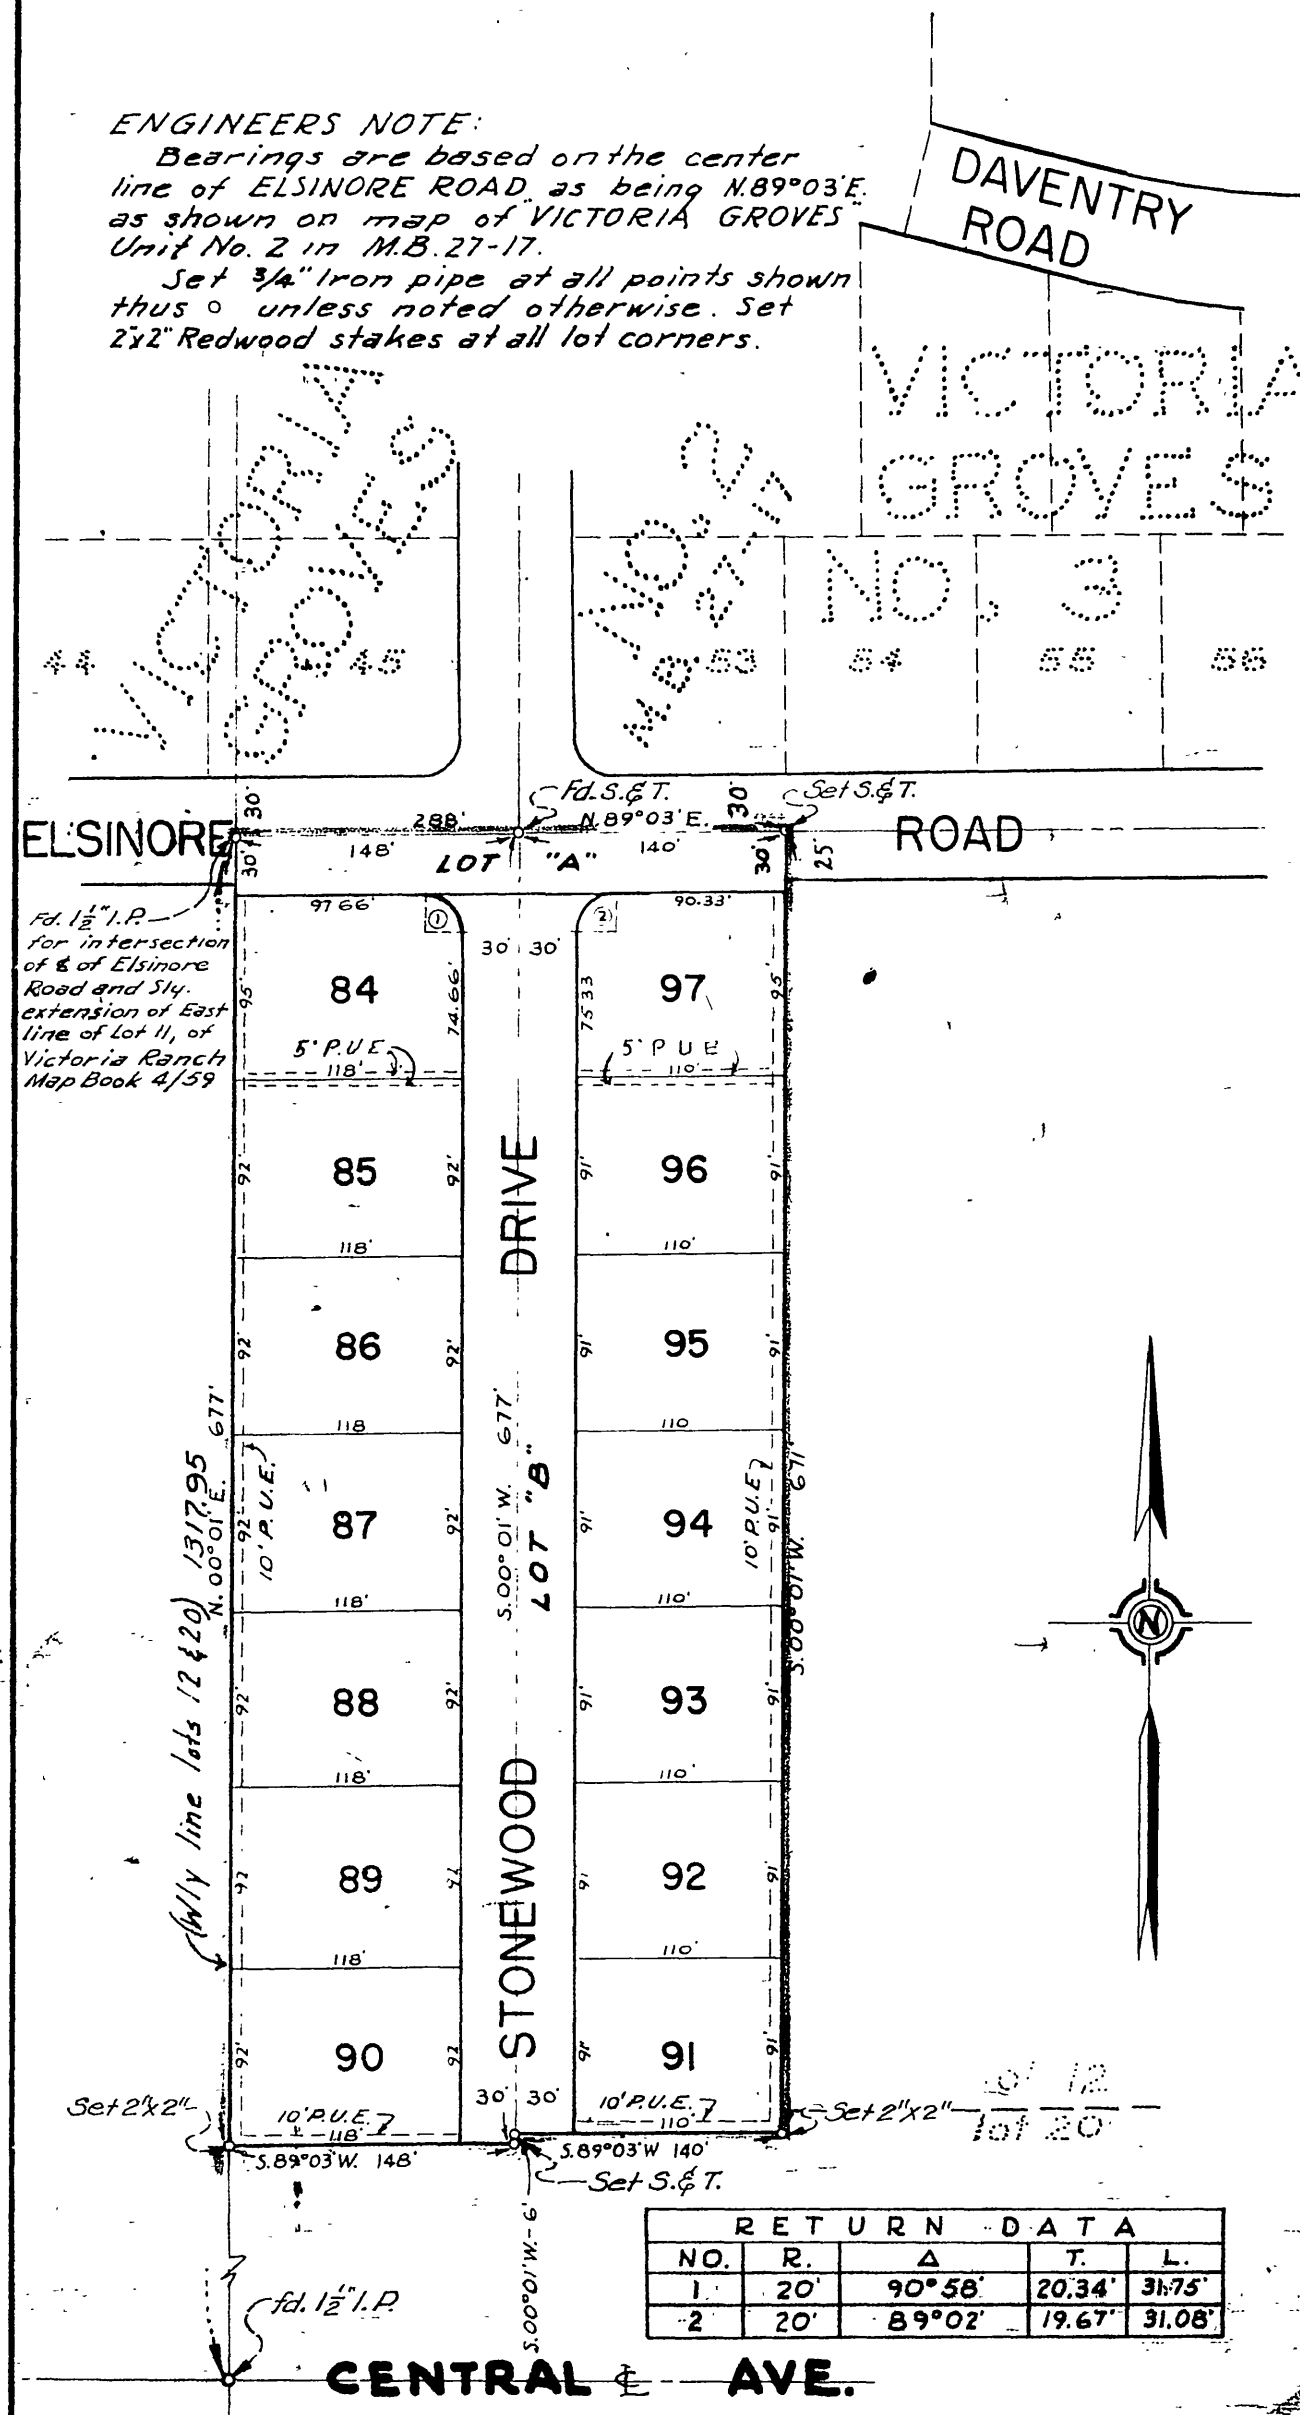 ENGINEERS NOTE:
Bearings are based on the center
line of ELSINORE ROAD as being N.89°03'E.
as shown on map of "VICTORIA GROVES"
Unit No. 2 in M.B. 27-17.
Set 3/4" Iron pipe at all points shown
thus o unless noted otherwise. Set
2"x2" Redwood stakes at all lot corners.
DAVENTRY
ROAD
VICTORIA
GROVES
NO. 3
VICTORIA
GROVES
NO. 2
M.B. 27-17
44
45
53
54
55
56
Fd. S.&T.
Set S.&T.
30'
288'
N.89°03'E.
30'
ELSINORE
ROAD
30'
148'
LOT "A"
140'
30'
25'
Fd. 1½" I.P.
for intersection
of ℄ of Elsinore
Road and Sly.
extension of East
line of Lot 11, of
Victoria Ranch
Map Book 4/59
97.66'
①
②
90.33'
30' 30'
95'
84
74.66'
75.33
97
95'
5' P.U.E.
118'
5' P U E
110'
92'
85
92'
91'
96
91'
118'
110'
92'
86
92'
91'
95
91'
118
110
92'
87
92'
91'
94
91'
10' P.U.E.
10' P.U.E.
118'
110'
92'
88
92'
91'
93
91'
118'
110'
92'
89
92
91
92
91'
118'
110'
92'
90
92
91'
91
91'
STONEWOOD DRIVE
S.00°01'W. 677'
LOT "B"
N.00°01'E. 677'
(W'ly line lots 12 & 20) 1317.95
S.00°01'W. 671'
N
30' 30'
10' P.U.E.
118'
10' P.U.E.
110'
Set 2"x2"
Set 2"x2"
lot 12
lot 20
S.89°03'W. 148'
S.89°03'W 140'
Set S.&T.
S.00°01'W.-6'
RETURN DATA
NO. R. Δ T. L.
1 20' 90°58' 20.34' 31.75'
2 20' 89°02' 19.67' 31.08'
fd. 1½" I.P.
CENTRAL ℄ AVE.